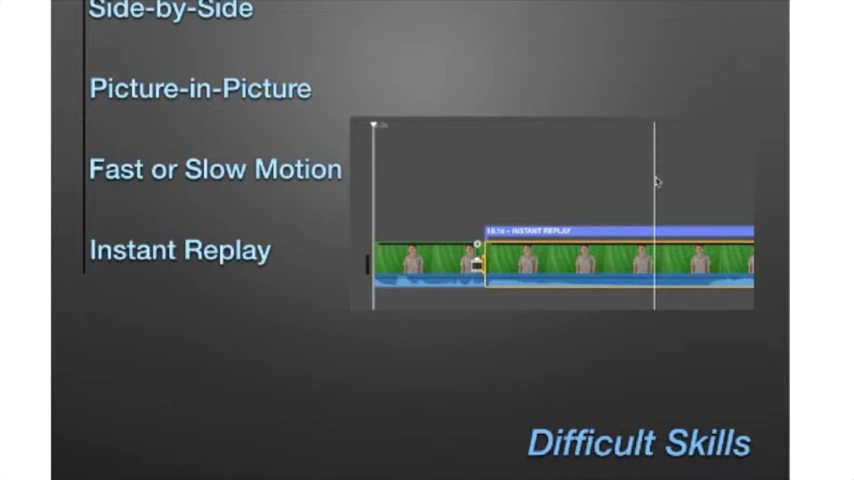 Side-by-Side
Picture-in-Picture
Fast or Slow Motion
Instant Replay
INSTANT REPLAY
Difficult Skills